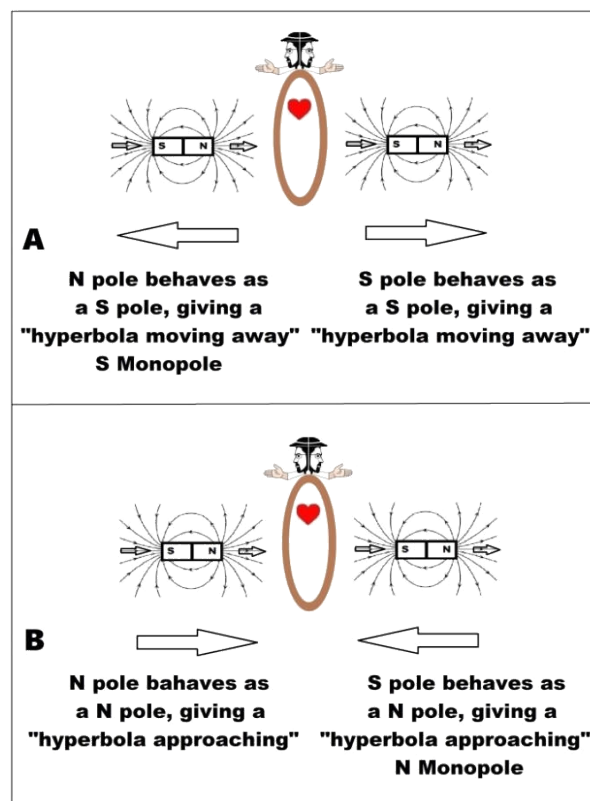 S N
S N
A
N pole behaves as
a S pole, giving a
"hyperbola moving away"
S Monopole
S pole behaves as
a S pole, giving a
"hyperbola moving away"
S N
S N
B
N pole bahaves as
a N pole, giving a
"hyperbola approaching"
S pole behaves as
a N pole, giving a
"hyperbola approaching"
N Monopole